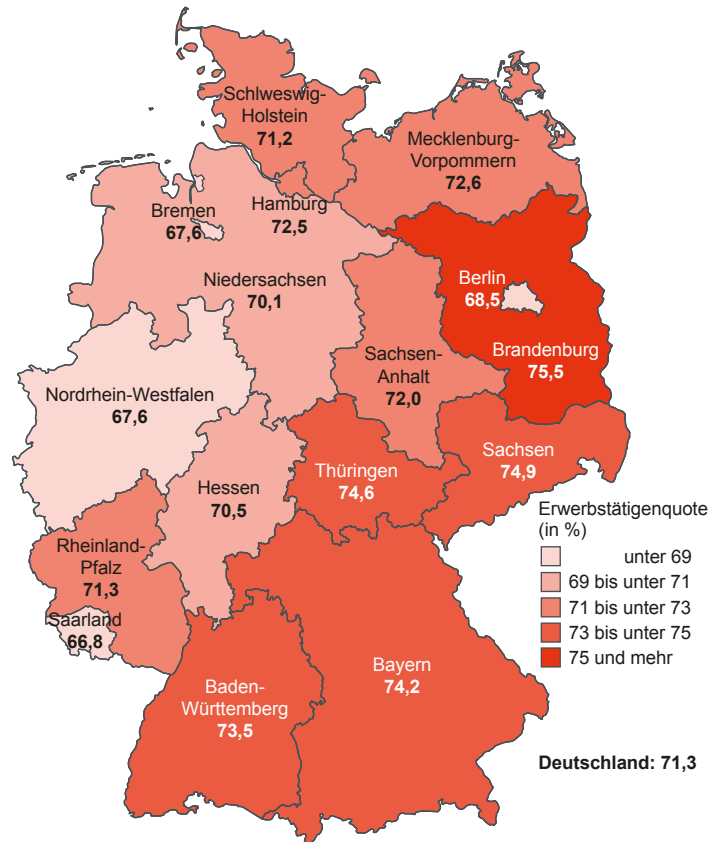 Schlweswig-
Holstein
71,2
Mecklenburg-
Vorpommern
72,6
Hamburg
72,5
Bremen
67,6
Niedersachsen
70,1
Berlin
68,5
Brandenburg
75,5
Sachsen-
Anhalt
72,0
Nordrhein-Westfalen
67,6
Sachsen
74,9
Thüringen
74,6
Hessen
70,5
Rheinland-
Pfalz
71,3
Saarland
66,8
Bayern
74,2
Baden-
Württemberg
73,5
Erwerbstätigenquote
(in %)
unter 69
69 bis unter 71
71 bis unter 73
73 bis unter 75
75 und mehr
Deutschland: 71,3